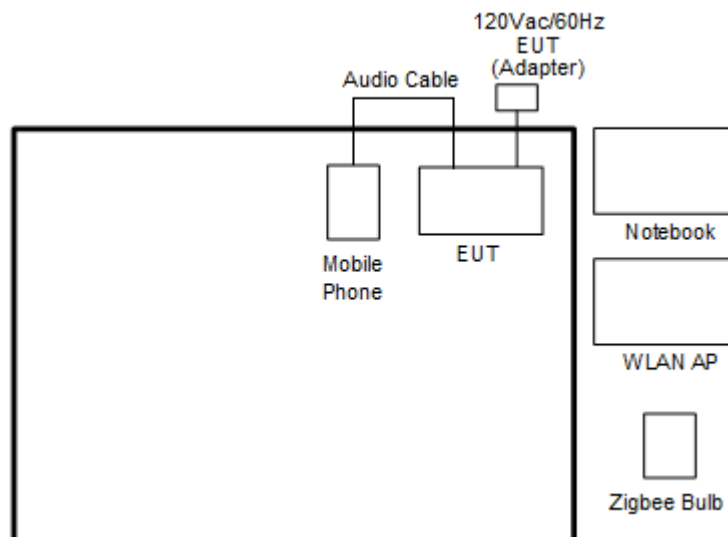 120Vac/60Hz
EUT
(Adapter)
Audio Cable
Mobile
Phone
EUT
Notebook
WLAN AP
Zigbee Bulb